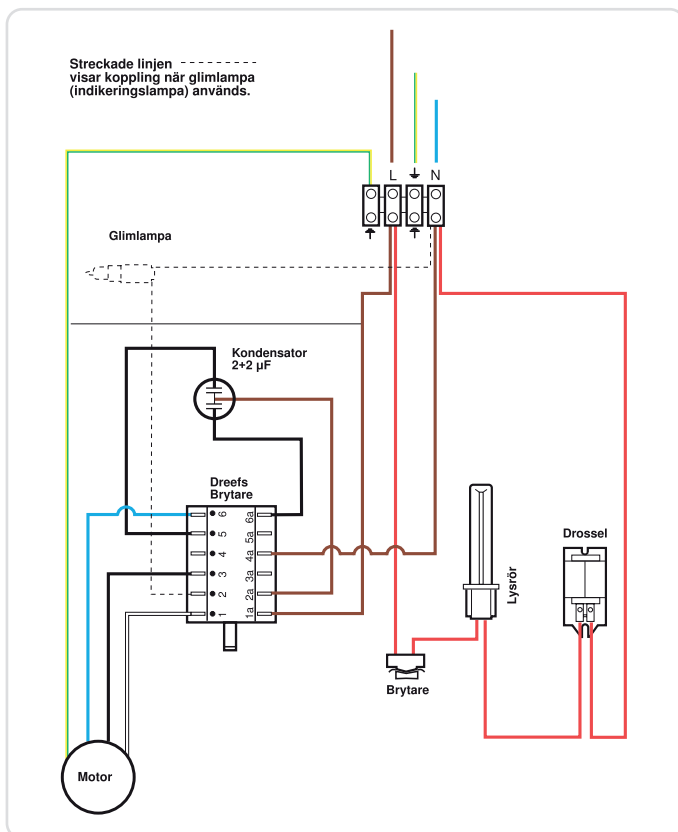 Streckade linjen
visar koppling när glimlampa
(indikeringslampa) används.
L
N
Glimlampa
Kondensator
2+2 µF
Dreefs
Brytare
6
6a
5
5a
4
4a
3
3a
2
2a
1
1a
Lysrör
Drossel
Brytare
Motor